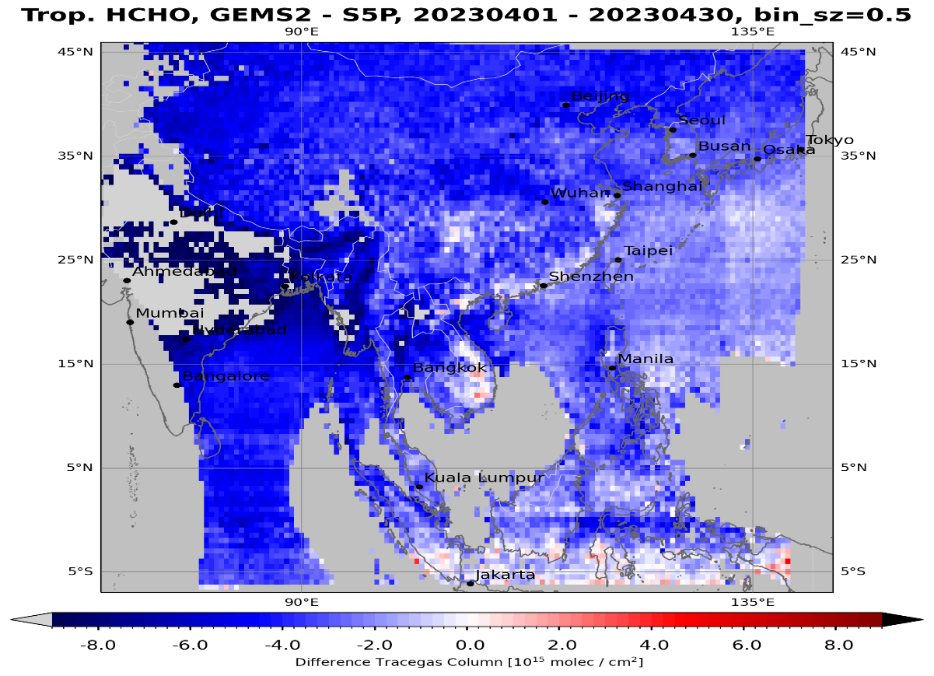 Trop. HCHO, GEMS2 - S5P, 20230401 - 20230430, bin_sz=0.5
90°E 135°E
45°N 45°N
Beijing
Seoul
Tokyo
Busan Osaka
35°N 35°N
Wuhan Shanghai
Delhi
25°N Taipei 25°N
Ahmedabad Kolkata Shenzhen
Mumbai
Hyderabad
15°N Manila 15°N
Bangalore Bangkok
5°N 5°N
Kuala Lumpur
5°S Jakarta 5°S
90°E 135°E
-8.0 -6.0 -4.0 -2.0 0.0 2.0 4.0 6.0 8.0
Difference Tracegas Column [10¹⁵ molec / cm²]